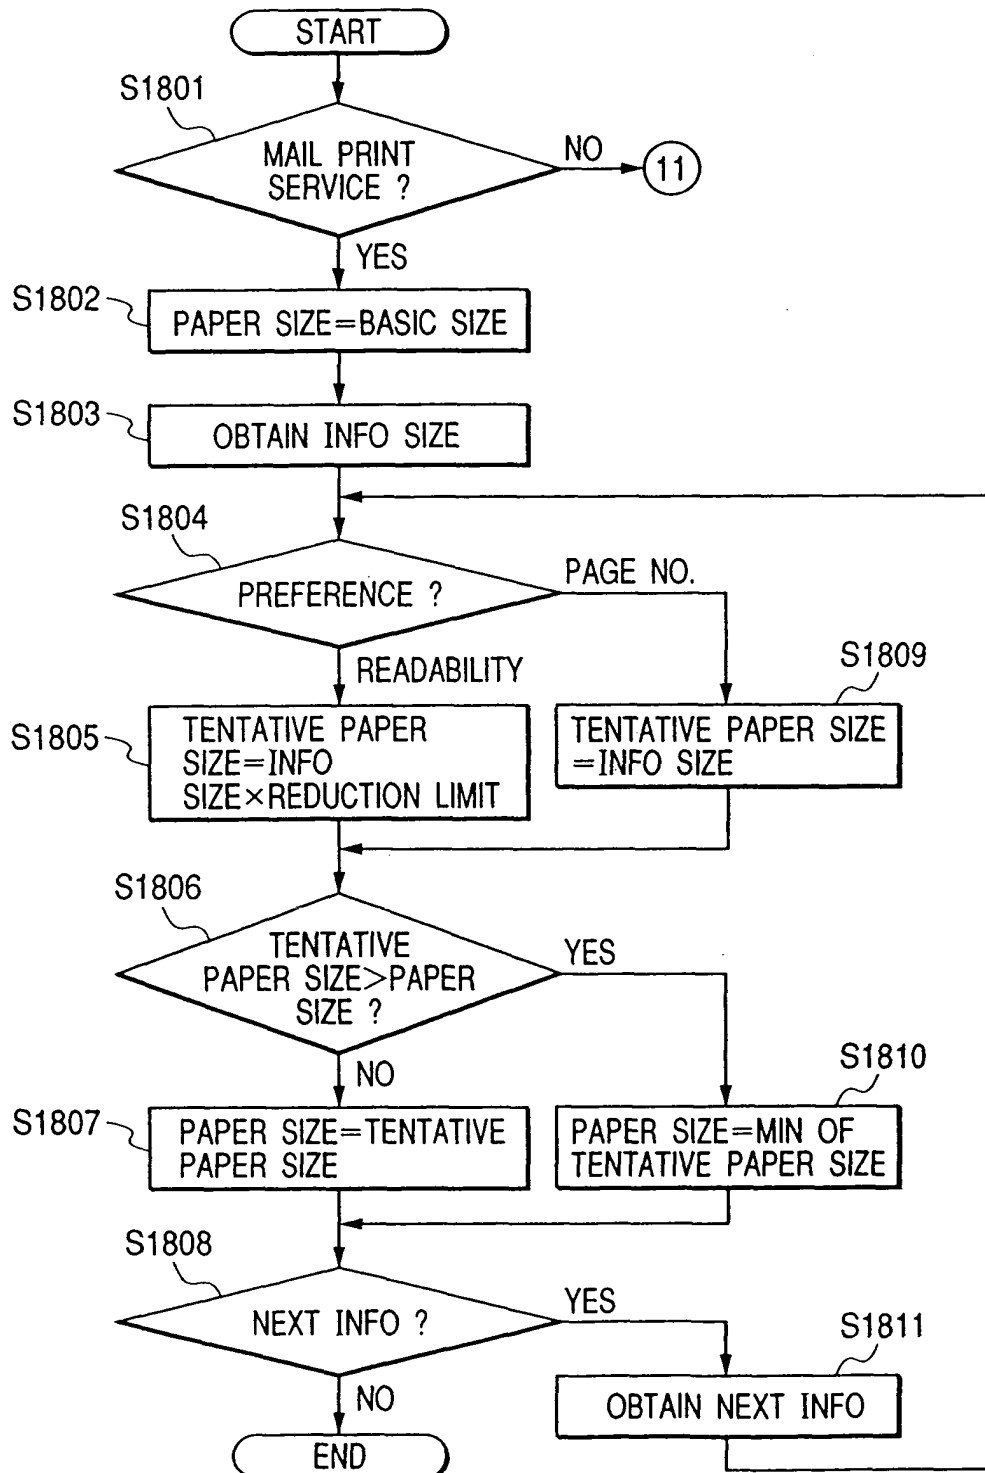 START
S1801
MAIL PRINT
SERVICE ?
NO
11
YES
S1802
PAPER SIZE=BASIC SIZE
S1803
OBTAIN INFO SIZE
S1804
PREFERENCE ?
PAGE NO.
READABILITY
S1809
S1805
TENTATIVE PAPER
SIZE=INFO
SIZE×REDUCTION LIMIT
TENTATIVE PAPER SIZE
=INFO SIZE
S1806
TENTATIVE
PAPER SIZE>PAPER
SIZE ?
YES
NO
S1810
S1807
PAPER SIZE=TENTATIVE
PAPER SIZE
PAPER SIZE=MIN OF
TENTATIVE PAPER SIZE
S1808
NEXT INFO ?
YES
S1811
NO
OBTAIN NEXT INFO
END